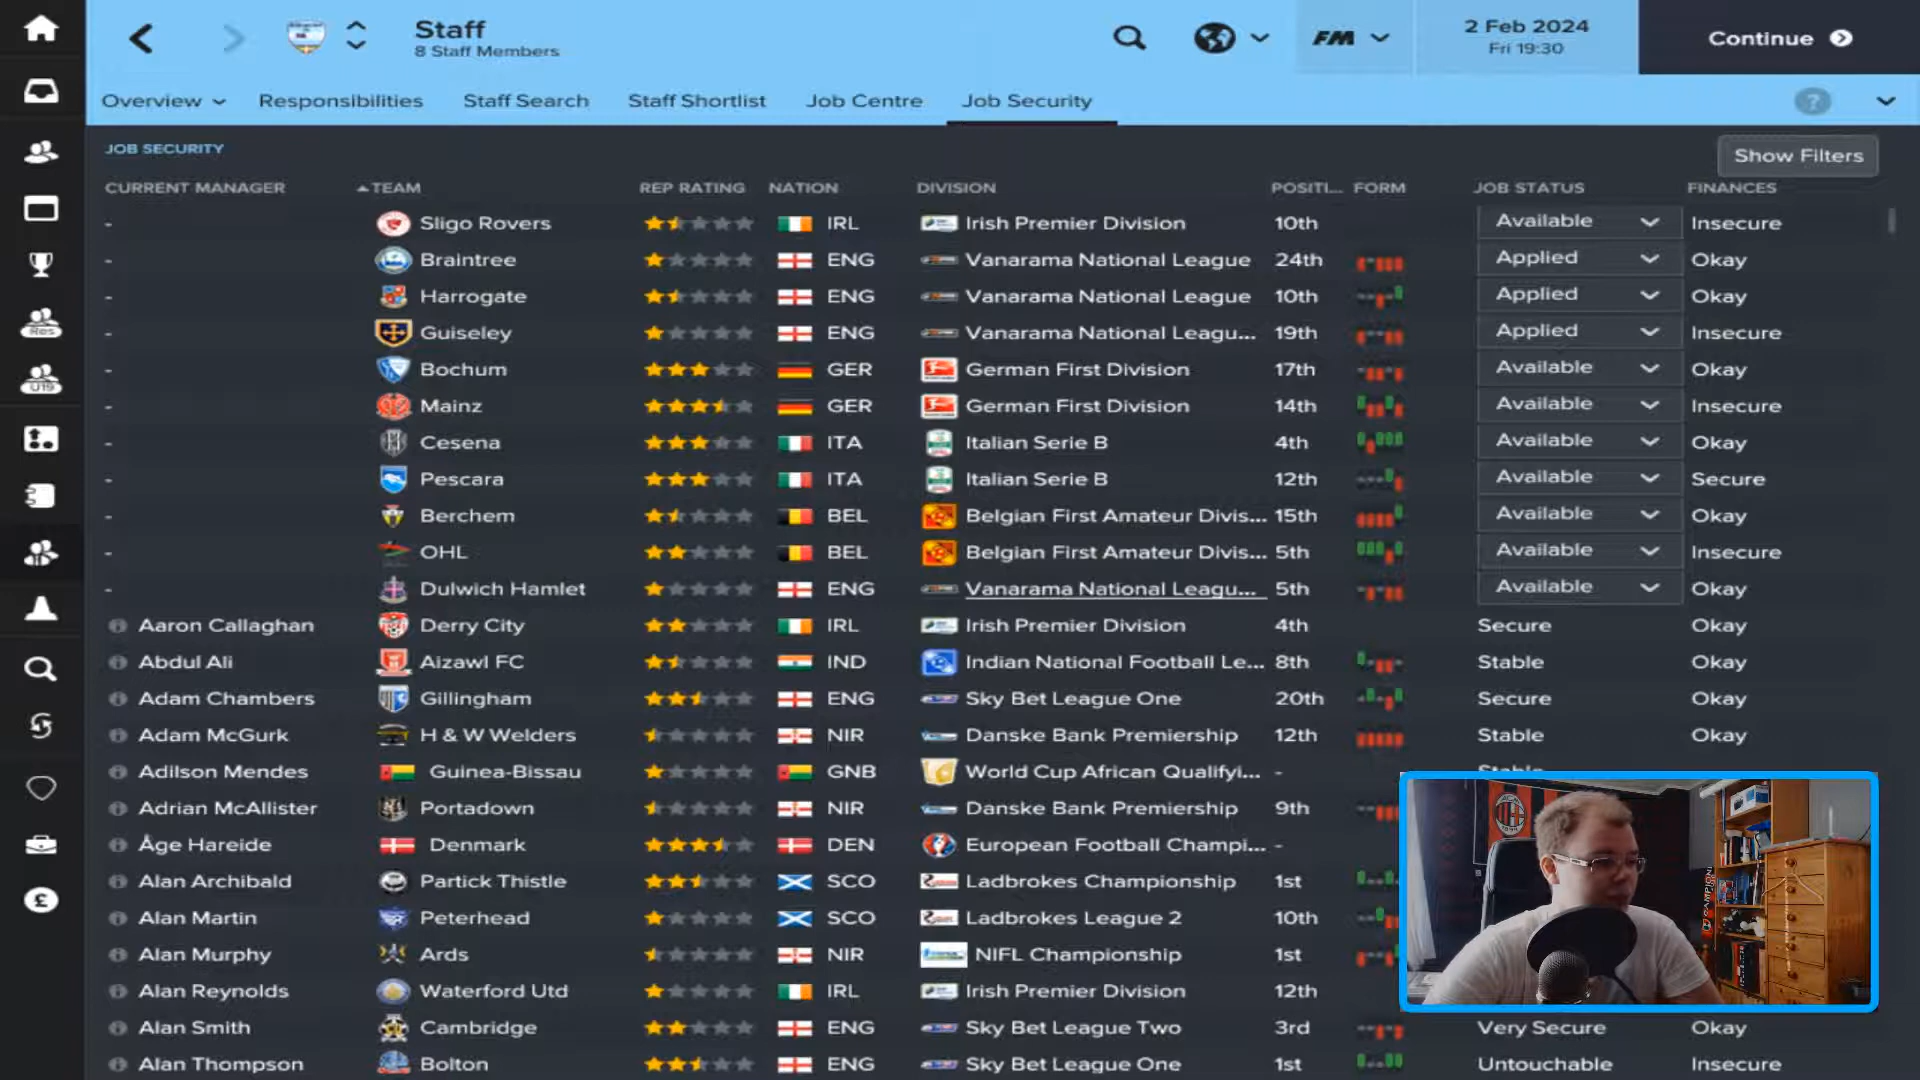 Staff
8 Staff Members
FM
2 Feb 2024
Fri 19:30
Continue
Overview Responsibilities Staff Search Staff Shortlist Job Centre Job Security
?
JOB SECURITY
Show Filters
CURRENT MANAGER TEAM REP RATING NATION DIVISION POSITI... FORM JOB STATUS FINANCES
- Sligo Rovers IRL Irish Premier Division 10th Available Insecure
- Braintree ENG Vanarama National League 24th Applied Okay
- Harrogate ENG Vanarama National League 10th Applied Okay
- Guiseley ENG Vanarama National Leagu... 19th Applied Insecure
- Bochum GER German First Division 17th Available Okay
- Mainz GER German First Division 14th Available Insecure
- Cesena ITA Italian Serie B 4th Available Okay
- Pescara ITA Italian Serie B 12th Available Secure
- Berchem BEL Belgian First Amateur Divis... 15th Available Okay
- OHL BEL Belgian First Amateur Divis... 5th Available Insecure
- Dulwich Hamlet ENG Vanarama National Leagu... 5th Available Okay
Aaron Callaghan Derry City IRL Irish Premier Division 4th Secure Okay
Abdul Ali Aizawl FC IND Indian National Football Le... 8th Stable Okay
Adam Chambers Gillingham ENG Sky Bet League One 20th Secure Okay
Adam McGurk H & W Welders NIR Danske Bank Premiership 12th Stable Okay
Adilson Mendes Guinea-Bissau GNB World Cup African Qualifyi... -
Adrian McAllister Portadown NIR Danske Bank Premiership 9th
Åge Hareide Denmark DEN European Football Champi... -
Alan Archibald Partick Thistle SCO Ladbrokes Championship 1st
Alan Martin Peterhead SCO Ladbrokes League 2 10th
Alan Murphy Ards NIR NIFL Championship 1st
Alan Reynolds Waterford Utd IRL Irish Premier Division 12th
Alan Smith Cambridge ENG Sky Bet League Two 3rd Very Secure Okay
Alan Thompson Bolton ENG Sky Bet League One 1st Untouchable Insecure
Res
U19